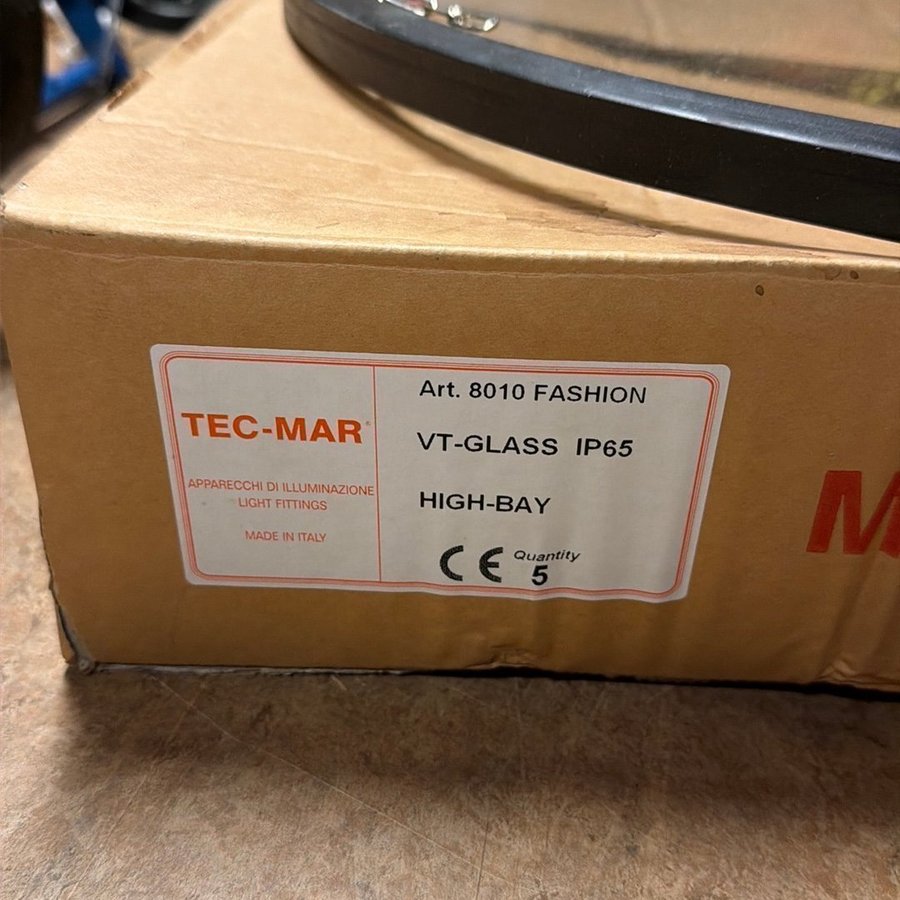 TEC-MAR
APPARECCHI DI ILLUMINAZIONE
LIGHT FITTINGS
MADE IN ITALY
Art. 8010 FASHION
VT-GLASS IP65
HIGH-BAY
CE Quantity
5
M